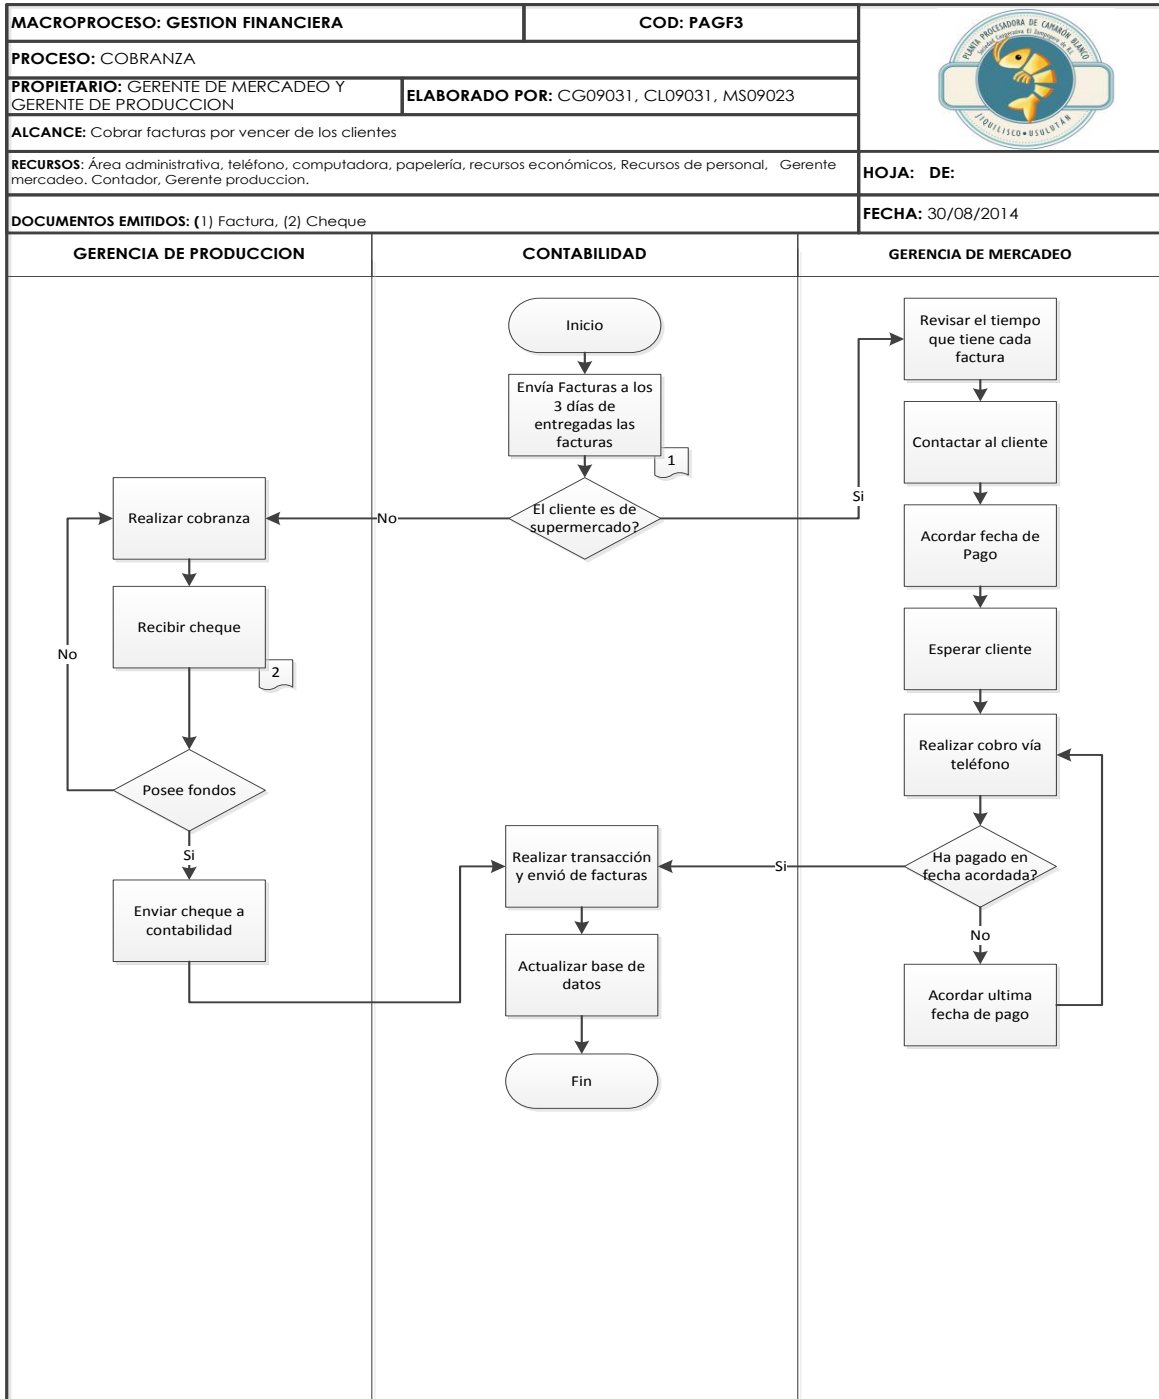 MACROPROCESO: GESTION FINANCIERA
COD: PAGF3
PROCESO: COBRANZA
PROPIETARIO: GERENTE DE MERCADEO Y
GERENTE DE PRODUCCION
ELABORADO POR: CG09031, CL09031, MS09023
ALCANCE: Cobrar facturas por vencer de los clientes
PLANTA PROCESADORA DE CAMARÓN BLANCO
JIQUILISCO • USULUTÁN
RECURSOS: Área administrativa, teléfono, computadora, papelería, recursos económicos, Recursos de personal, Gerente
mercadeo. Contador, Gerente produccion.
HOJA: DE:
DOCUMENTOS EMITIDOS: (1) Factura, (2) Cheque
FECHA: 30/08/2014
GERENCIA DE PRODUCCION
CONTABILIDAD
GERENCIA DE MERCADEO
Inicio
Envía Facturas a los
3 días de
entregadas las
facturas
1
El cliente es de
supermercado?
No
Si
Realizar cobranza
Recibir cheque
2
No
Posee fondos
Si
Enviar cheque a
contabilidad
Revisar el tiempo
que tiene cada
factura
Contactar al cliente
Acordar fecha de
Pago
Esperar cliente
Realizar cobro vía
teléfono
Ha pagado en
fecha acordada?
Si
No
Acordar ultima
fecha de pago
Realizar transacción
y envió de facturas
Actualizar base de
datos
Fin